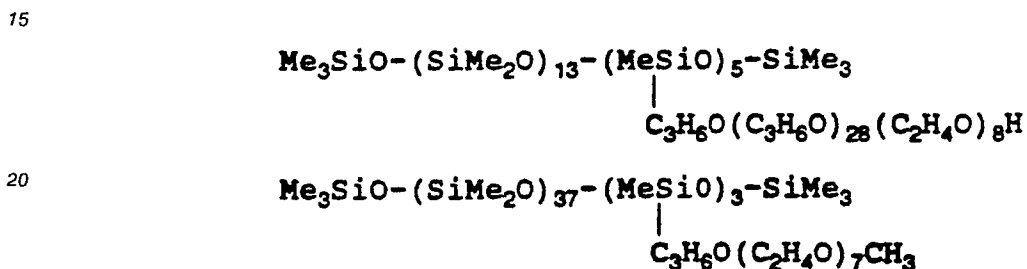 15
Me₃SiO-(SiMe₂O)₁₃-(MeSiO)₅-SiMe₃
C₃H₆O(C₃H₆O)₂₈(C₂H₄O)₈H
20
Me₃SiO-(SiMe₂O)₃₇-(MeSiO)₃-SiMe₃
C₃H₆O(C₂H₄O)₇CH₃